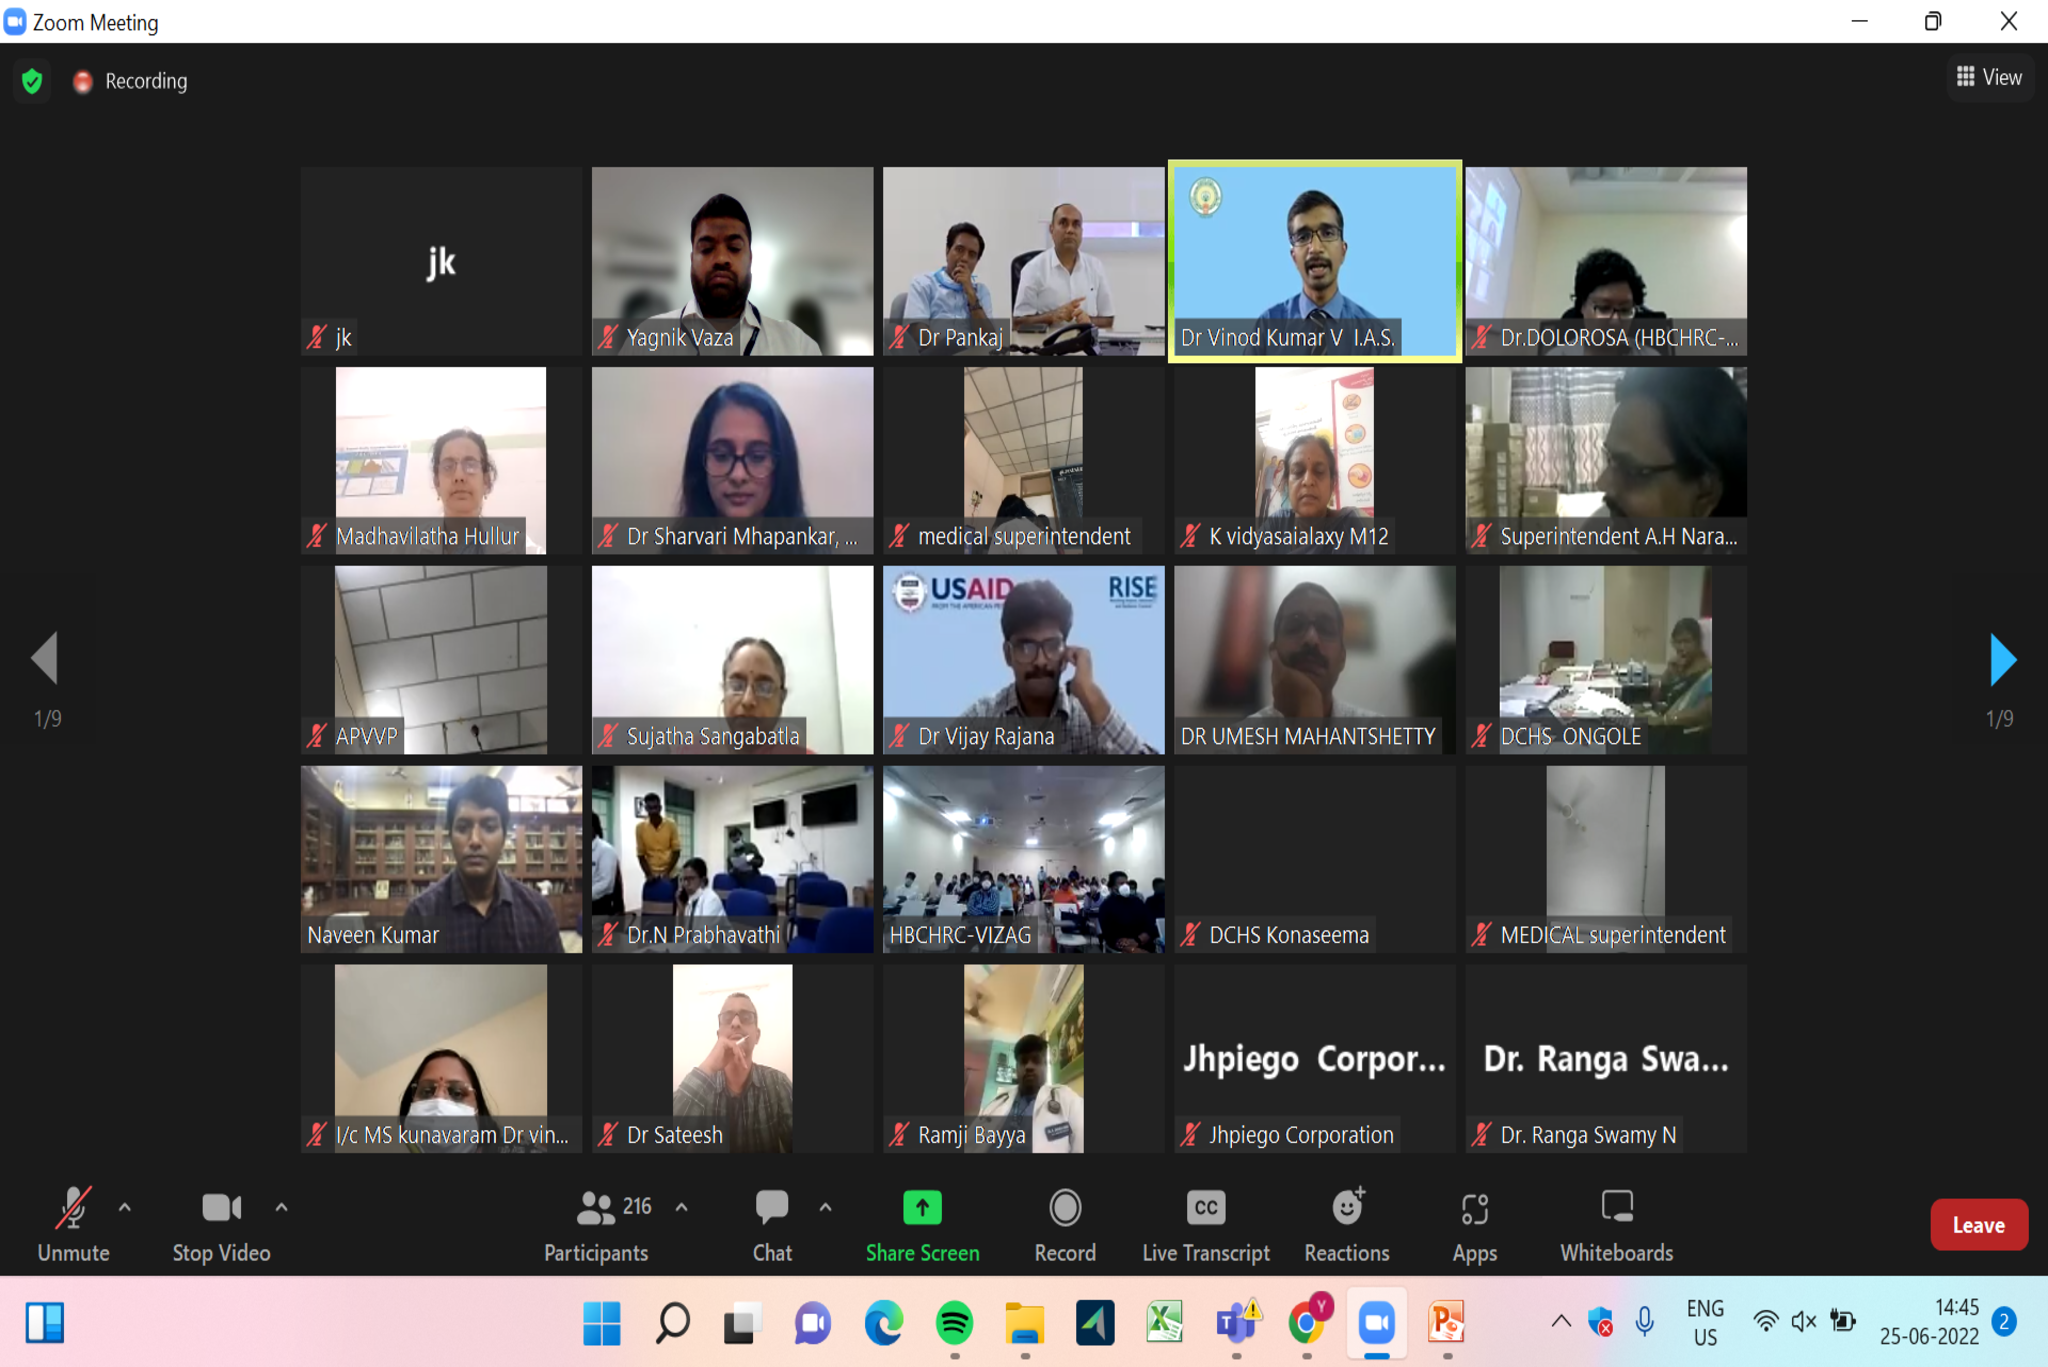 Zoom Meeting
Recording
View
jk
jk
Yagnik Vaza
Dr Pankaj
Dr Vinod Kumar V I.A.S.
Dr.DOLOROSA (HBCHRC-...
Madhavilatha Hullur
Dr Sharvari Mhapankar, ...
medical superintendent
K vidyasaialaxy M12
Superintendent A.H Nara...
USAID
RISE
APVVP
Sujatha Sangabatla
Dr Vijay Rajana
DR UMESH MAHANTSHETTY
DCHS ONGOLE
1/9
1/9
Naveen Kumar
Dr.N Prabhavathi
HBCHRC-VIZAG
DCHS Konaseema
MEDICAL superintendent
Jhpiego Corpor...
Dr. Ranga Swa...
I/c MS kunavaram Dr vin...
Dr Sateesh
Ramji Bayya
Jhpiego Corporation
Dr. Ranga Swamy N
216
CC
Unmute
Stop Video
Participants
Chat
Share Screen
Record
Live Transcript
Reactions
Apps
Whiteboards
Leave
Y
ENG
US
14:45
25-06-2022
2